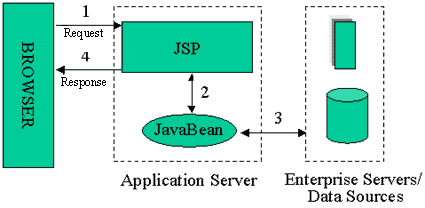 1
Request
4
Response
BROWSER
JSP
2
JavaBean
3
Application Server
Enterprise Servers/
Data Sources